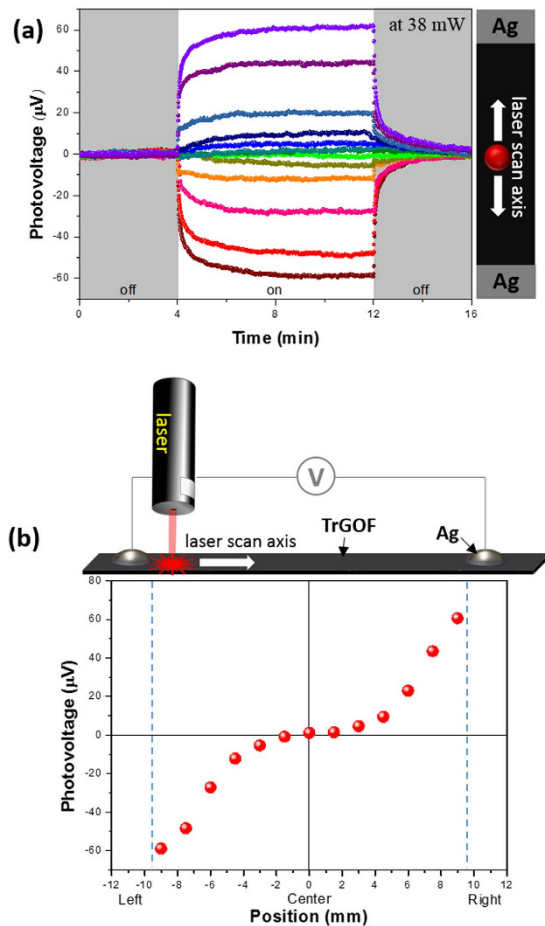 (a)
at 38 mW
Photovoltage (μV)
60
40
20
0
-20
-40
-60
off
on
off
0
4
8
12
16
Time (min)
Ag
laser scan axis
Ag
laser
V
(b)
laser scan axis
TrGOF
Ag
Photovoltage (μV)
80
60
40
20
0
-20
-40
-60
-12 -10 -8 -6 -4 -2 0 2 4 6 8 10 12
Left Center Right
Position (mm)